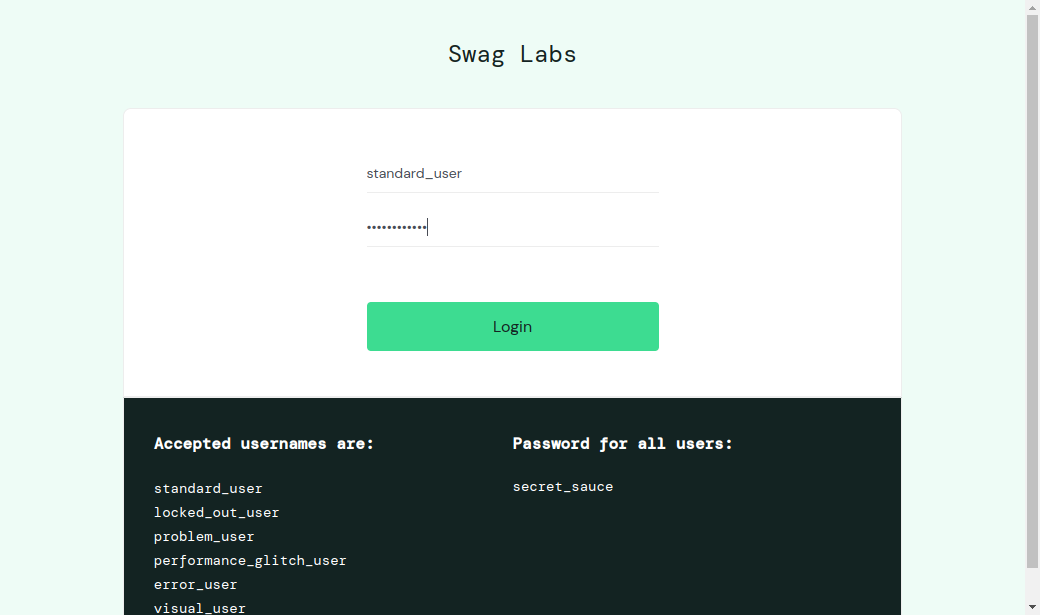 Swag Labs
standard_user
••••••••••••
Login
Accepted usernames are:
standard_user
locked_out_user
problem_user
performance_glitch_user
error_user
visual_user
Password for all users:
secret_sauce